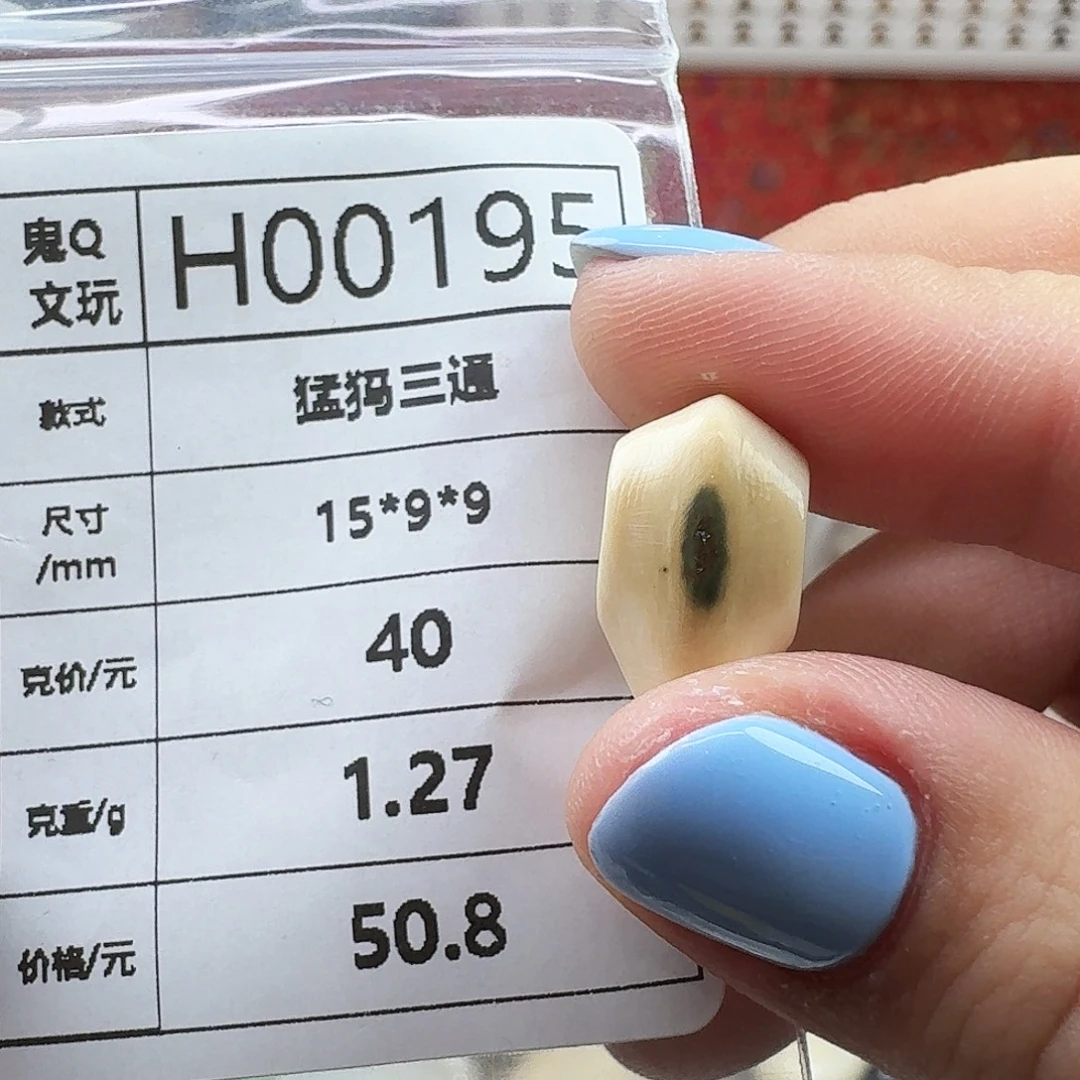 鬼Q
文玩
H00195
款式
猛犸三通
尺寸
/mm
15*9*9
克价/元
40
克重/g
1.27
价格/元
50.8